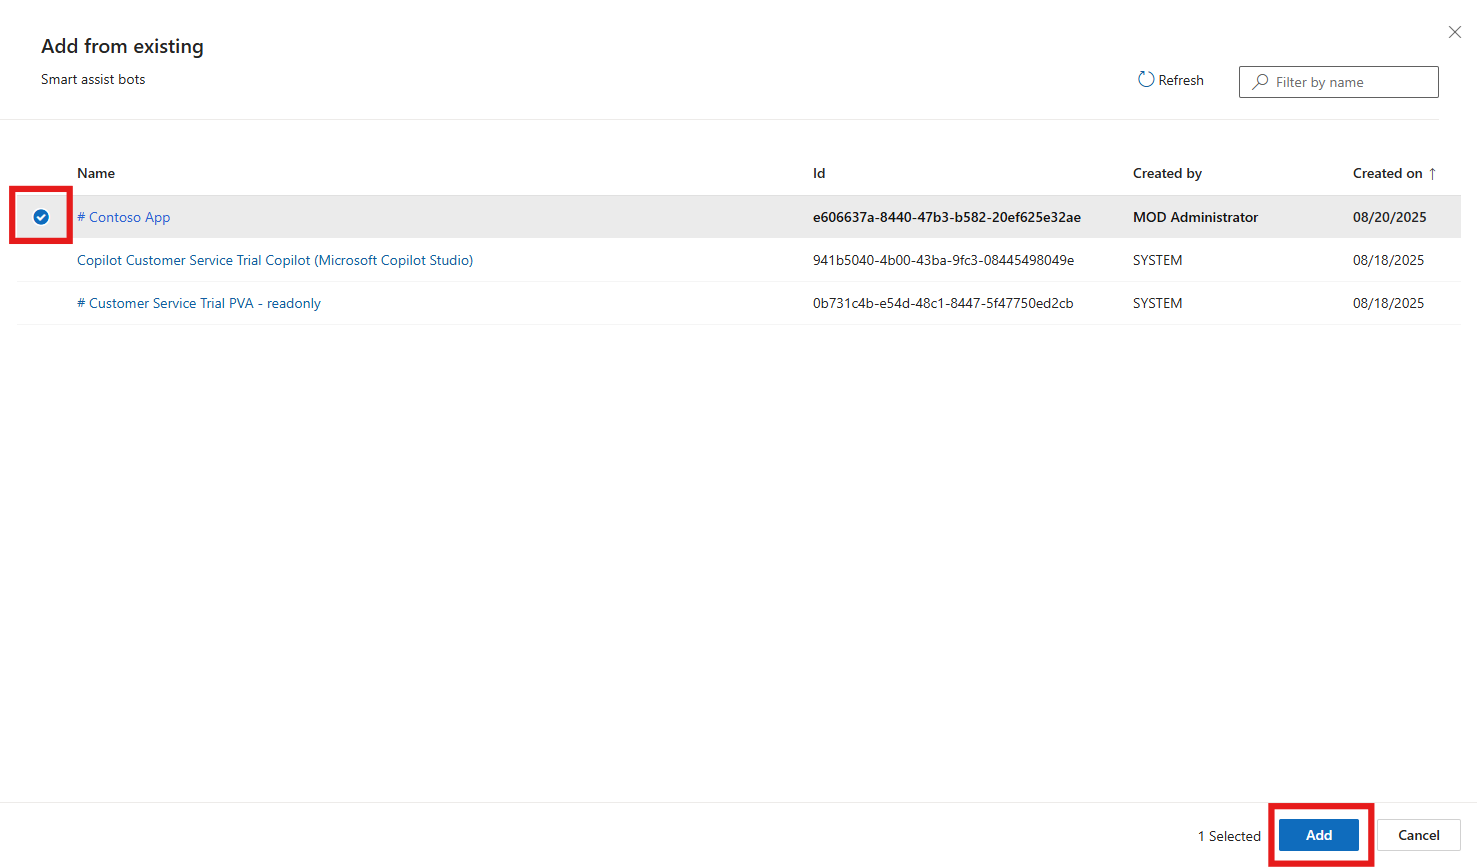 Add from existing
Smart assist bots
Refresh
Filter by name
Name Id Created by Created on ↑
# Contoso App e606637a-8440-47b3-b582-20ef625e32ae MOD Administrator 08/20/2025
Copilot Customer Service Trial Copilot (Microsoft Copilot Studio) 941b5040-4b00-43ba-9fc3-08445498049e SYSTEM 08/18/2025
# Customer Service Trial PVA - readonly 0b731c4b-e54d-48c1-8447-5f47750ed2cb SYSTEM 08/18/2025
1 Selected Add Cancel